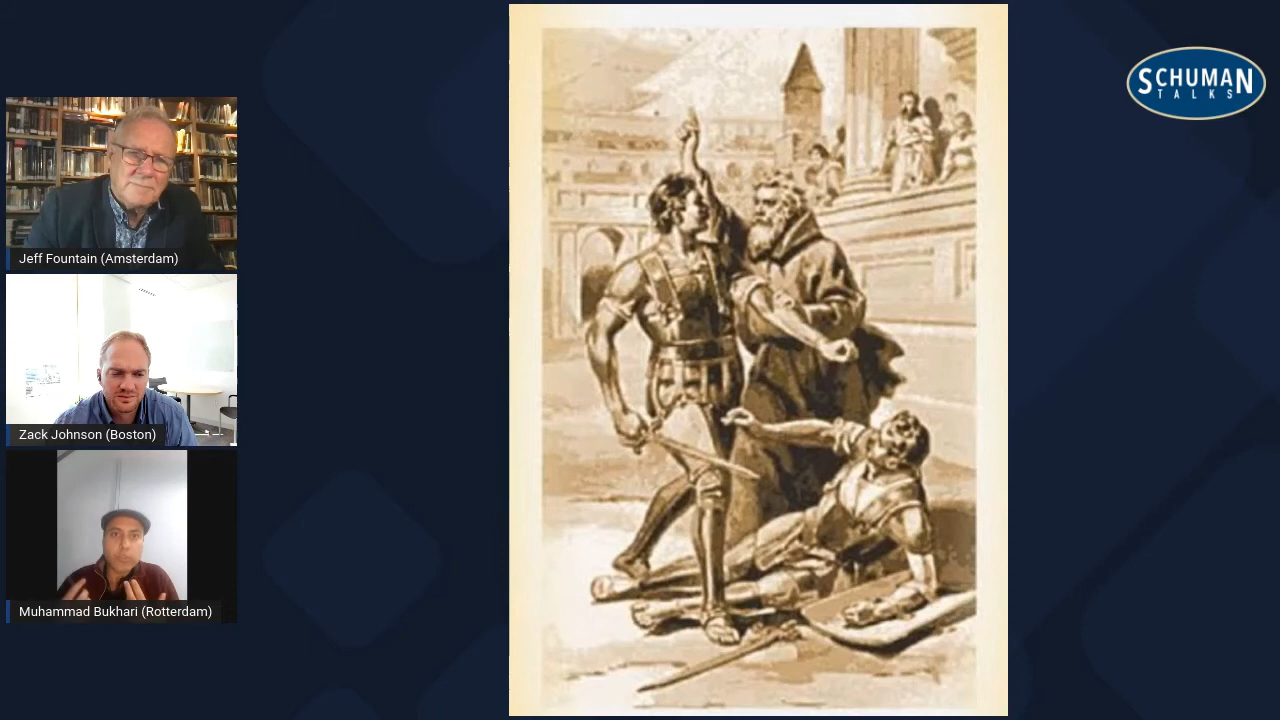 SCHUMAN
TALKS
Jeff Fountain (Amsterdam)
Zack Johnson (Boston)
Muhammad Bukhari (Rotterdam)